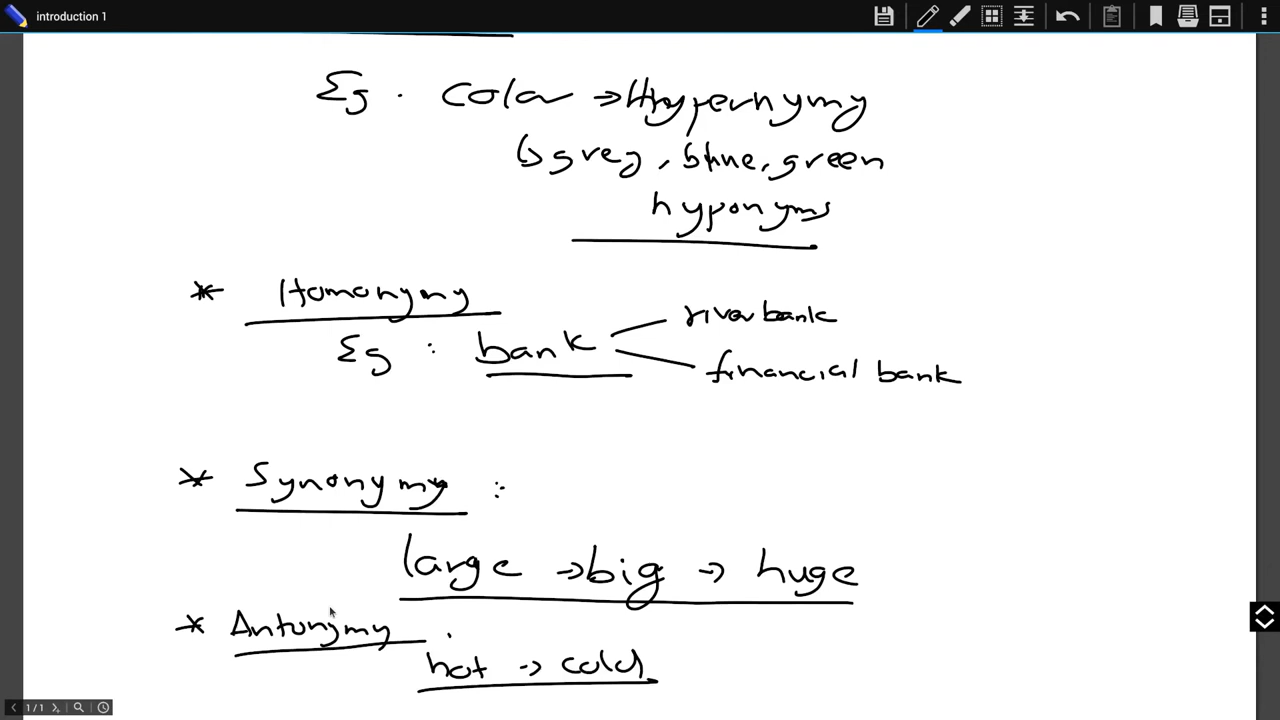 introduction 1
Eg . Color → Hypernymy
↳ grey, blue, green
hyponyms
* Homonymy
Eg : bank
river bank
financial bank
* Synonymy :
large → big → huge
* Antonymy .
hot → cold.
1/1